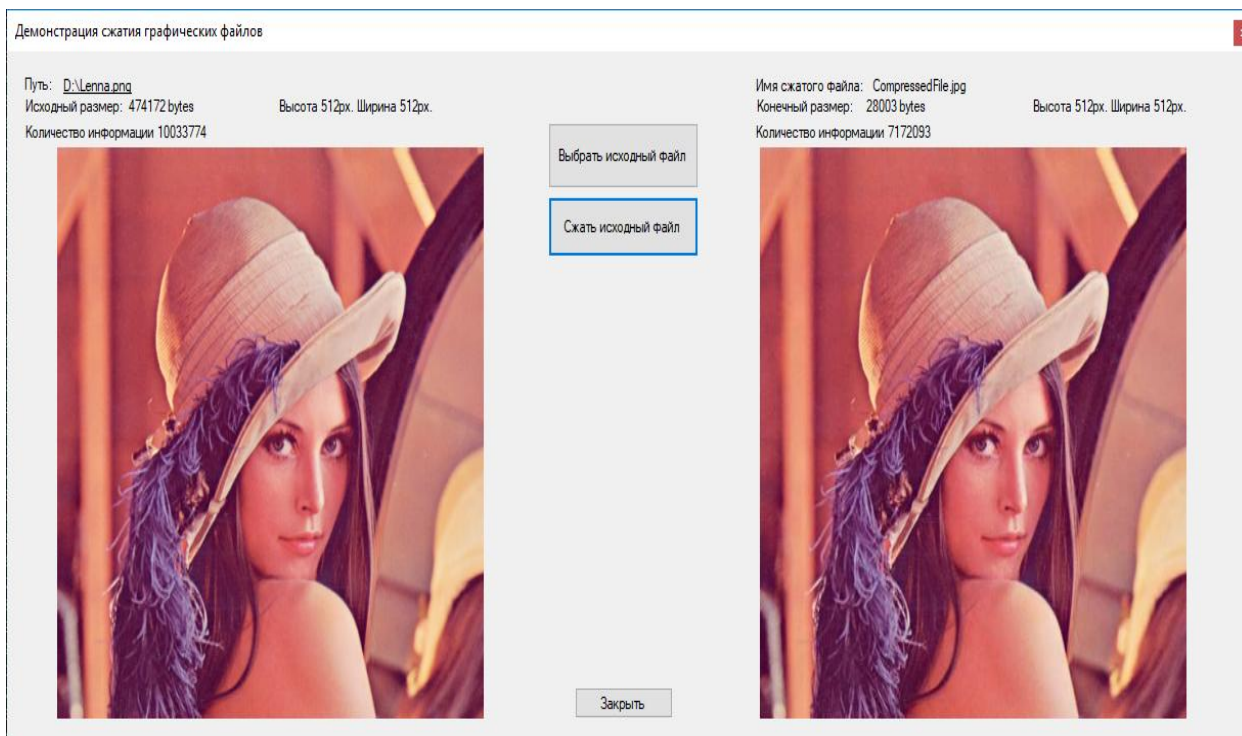 Демонстрация сжатия графических файлов
Путь: D:\Lenna.png
Исходный размер: 474172 bytes Высота 512px. Ширина 512px.
Количество информации 10033774
Выбрать исходный файл
Сжать исходный файл
Имя сжатого файла: CompressedFile.jpg
Конечный размер: 28003 bytes Высота 512px. Ширина 512px.
Количество информации 7172093
Закрыть